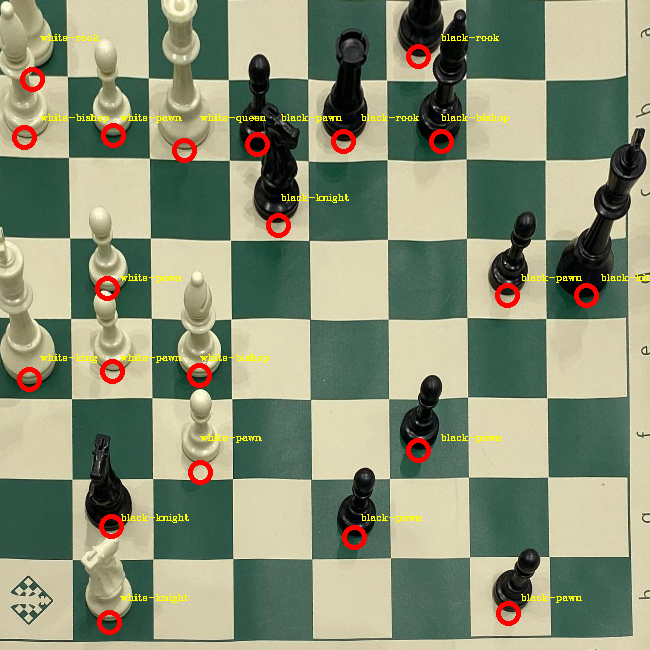 white-rook
black-rook
a
white-bishop
white-pawn
white-queen
black-pawn
black-rook
black-bishop
b
black-knight
c
white-pawn
black-pawn
white-king
white-pawn
white-bishop
e
white-pawn
black-pawn
f
black-knight
black-pawn
g
white-knight
black-pawn
h